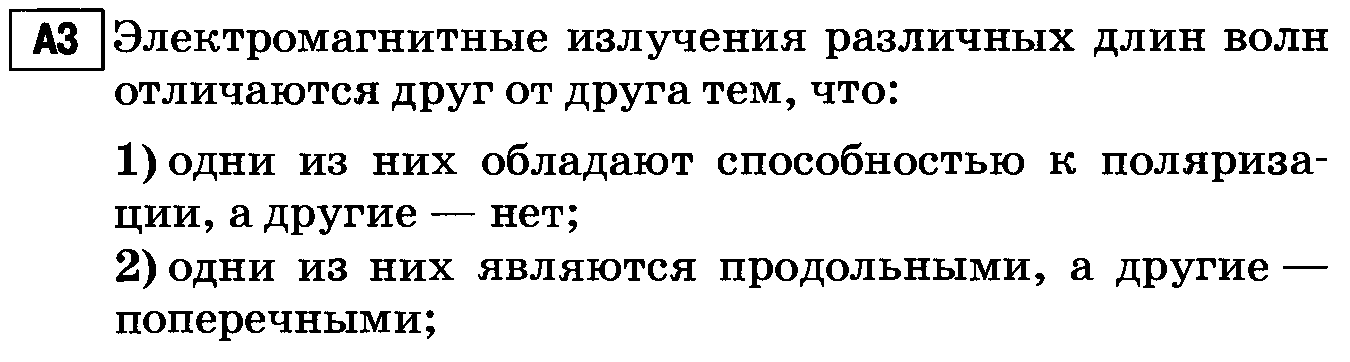 А3 Электромагнитные излучения различных длин волн
отличаются друг от друга тем, что:
1) одни из них обладают способностью к поляриза-
ции, а другие — нет;
2) одни из них являются продольными, а другие —
поперечными;